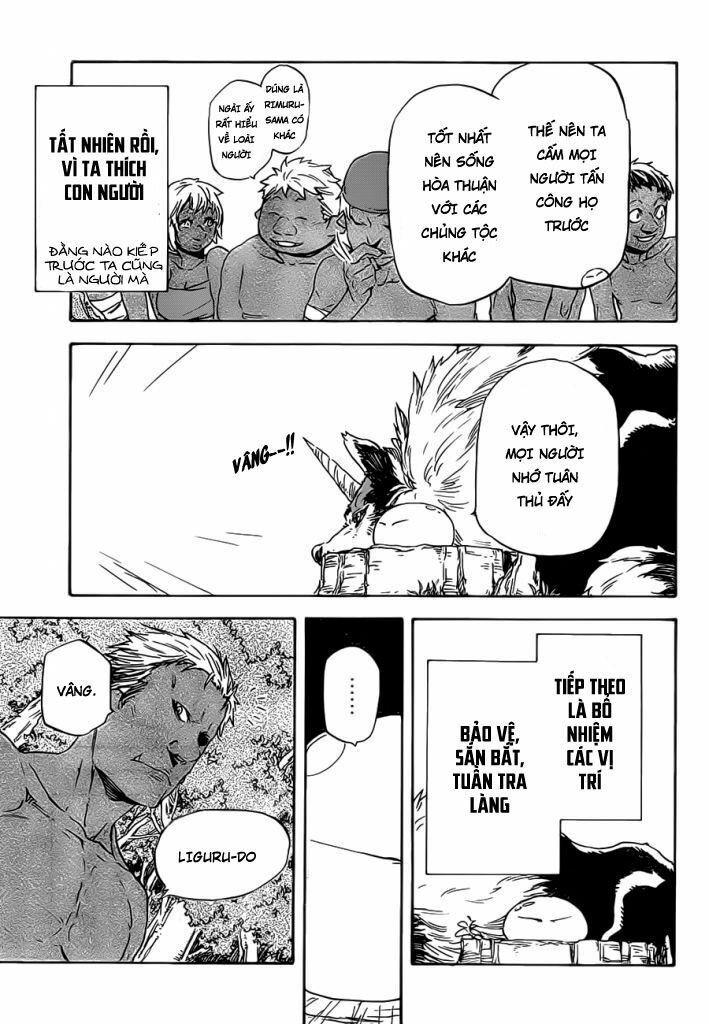 THẾ NÊN TA
CẤM MỌI
NGƯỜI TẤN
CÔNG HỌ
TRƯỚC
TỐT NHẤT
NÊN SỐNG
HÒA THUẬN
VỚI CÁC
CHỦNG TỘC
KHÁC
ĐÚNG LÀ
RIMURU-
SAMA CÓ
KHÁC
NGÀI ẤY
RẤT HIỂU
VỀ LOÀI
NGƯỜI
TẤT NHIÊN RỒI,
VÌ TA THÍCH
CON NGƯỜI
ĐẰNG NÀO KIẾP
TRƯỚC TA CŨNG
LÀ NGƯỜI MÀ
VẬY THÔI,
MỌI NGƯỜI
NHỚ TUÂN
THỦ ĐẤY
VÂNG--!!
TIẾP THEO
LÀ BỔ
NHIỆM
CÁC VỊ
TRÍ
BẢO VỆ,
SĂN BẮT,
TUẦN TRA
LÀNG
......
LIGURU-DO
VÂNG.